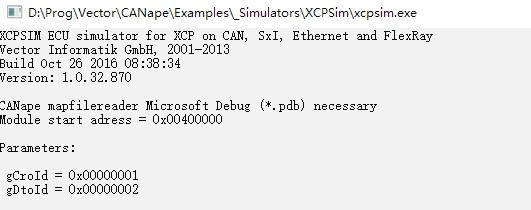 D:\Prog\Vector\CANape\Examples\_Simulators\XCPSim\xcpsim.exe
XCPSIM ECU simulator for XCP on CAN, SxI, Ethernet and FlexRay
Vector Informatik GmbH, 2001-2013
Build Oct 26 2016 08:38:34
Version: 1.0.32.870
CANape mapfilereader Microsoft Debug (*.pdb) necessary
Module start adress = 0x00400000
Parameters:
gCroId = 0x00000001
gDtoId = 0x00000002